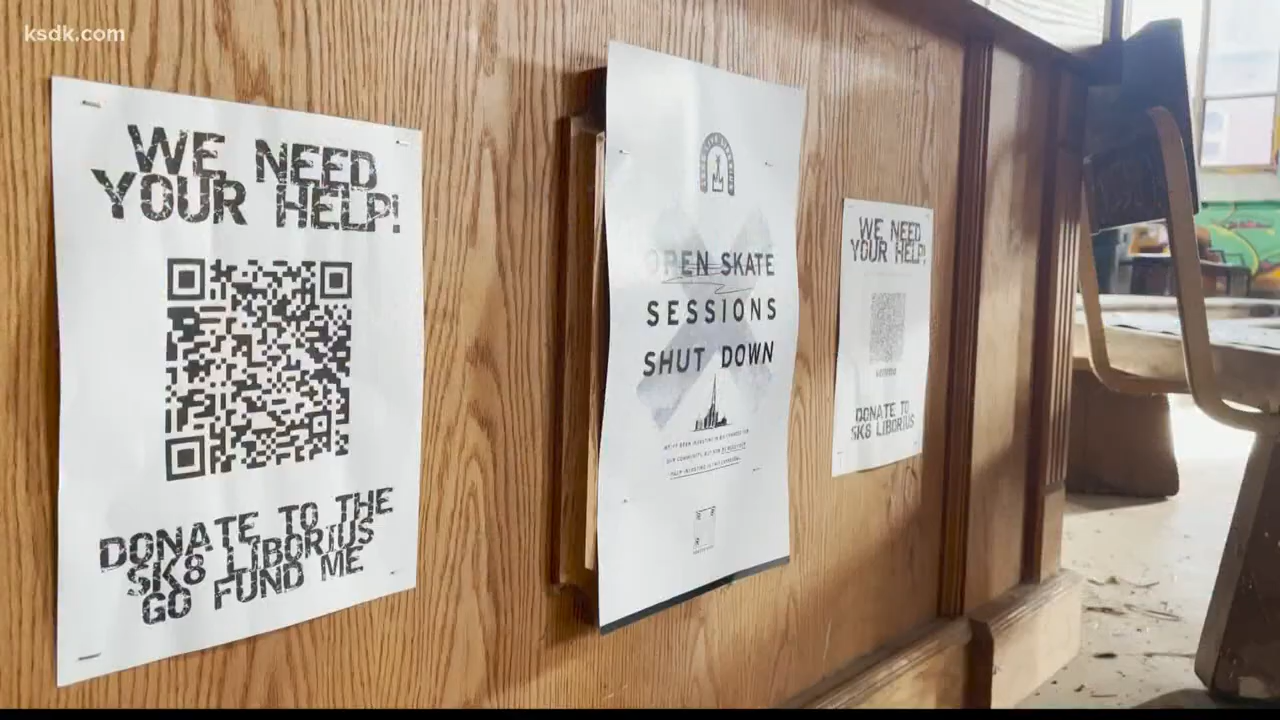 ksdk.com
WE NEED
YOUR HELP!
DONATE TO THE
SK8 LIBORIUS
GO FUND ME
OPEN SKATE
SESSIONS
SHUT DOWN
WE NEED
YOUR HELP!
DONATE TO
SK8 LIBORIUS